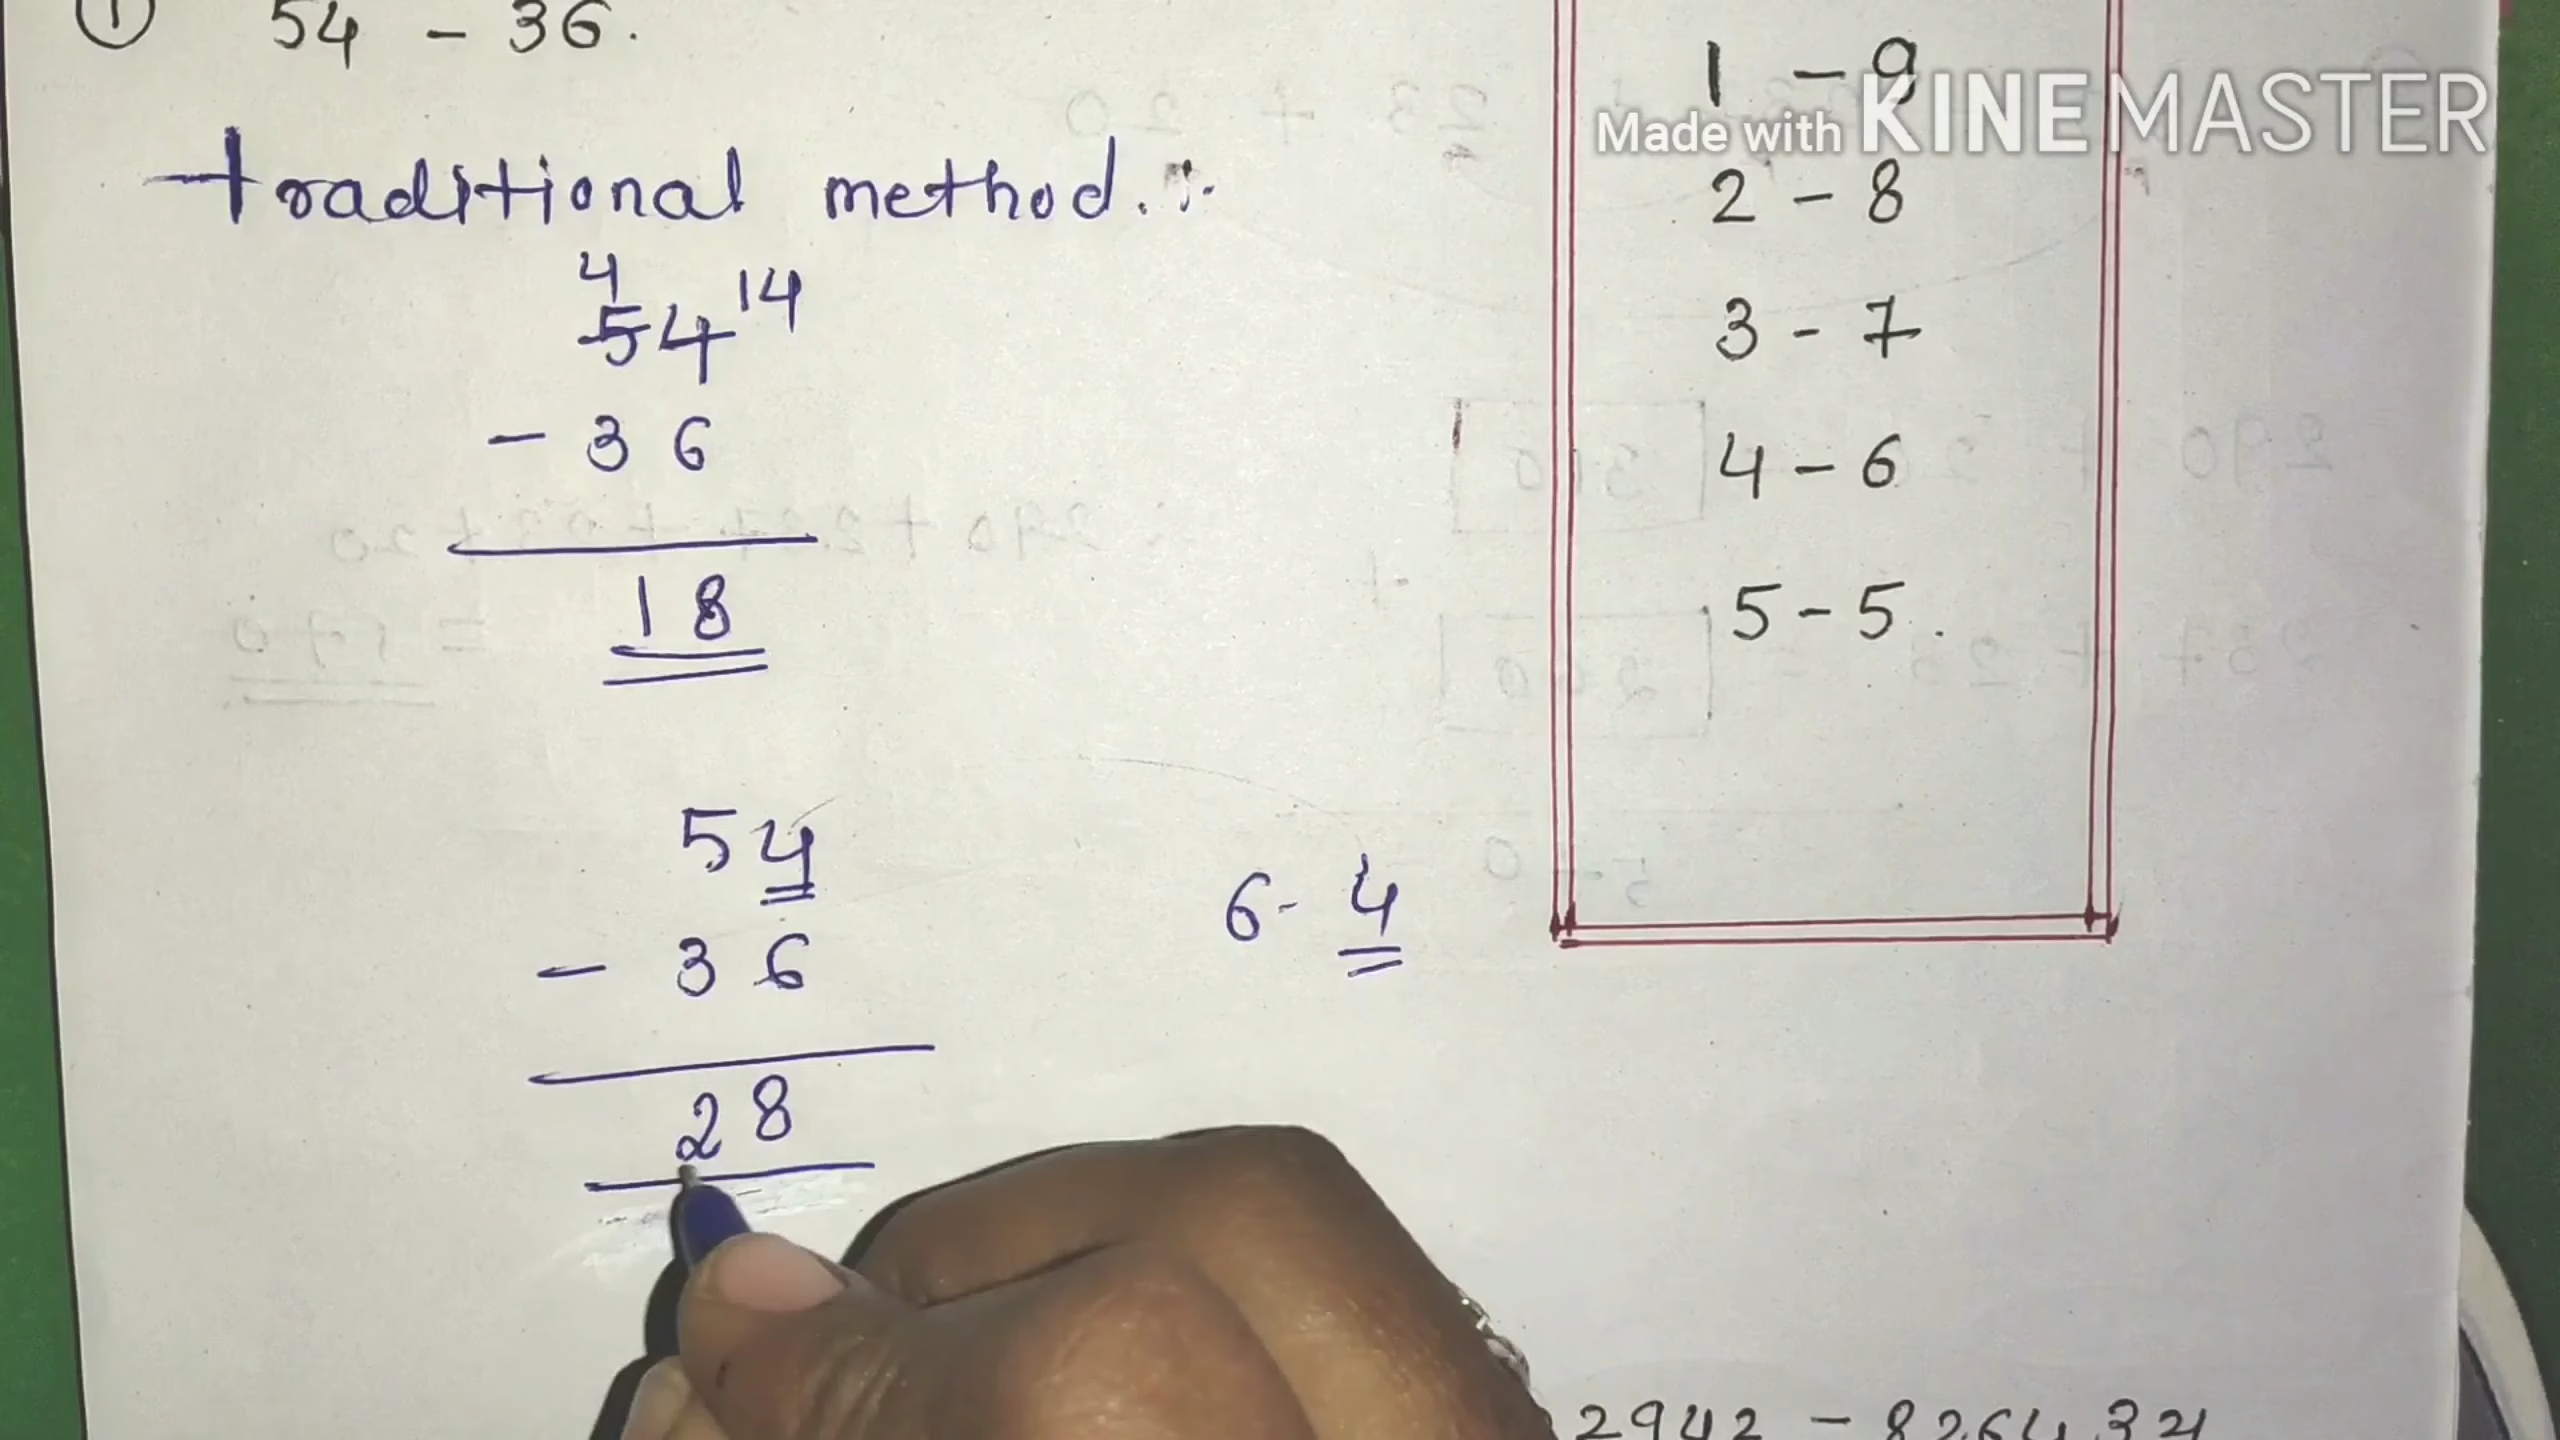 ① 54 - 36.
traditional method :-
4 14
54
- 36
18
54
- 36
28
6 - 4
1 - 9
2 - 8
3 - 7
4 - 6
5 - 5.
Made with KINEMASTER